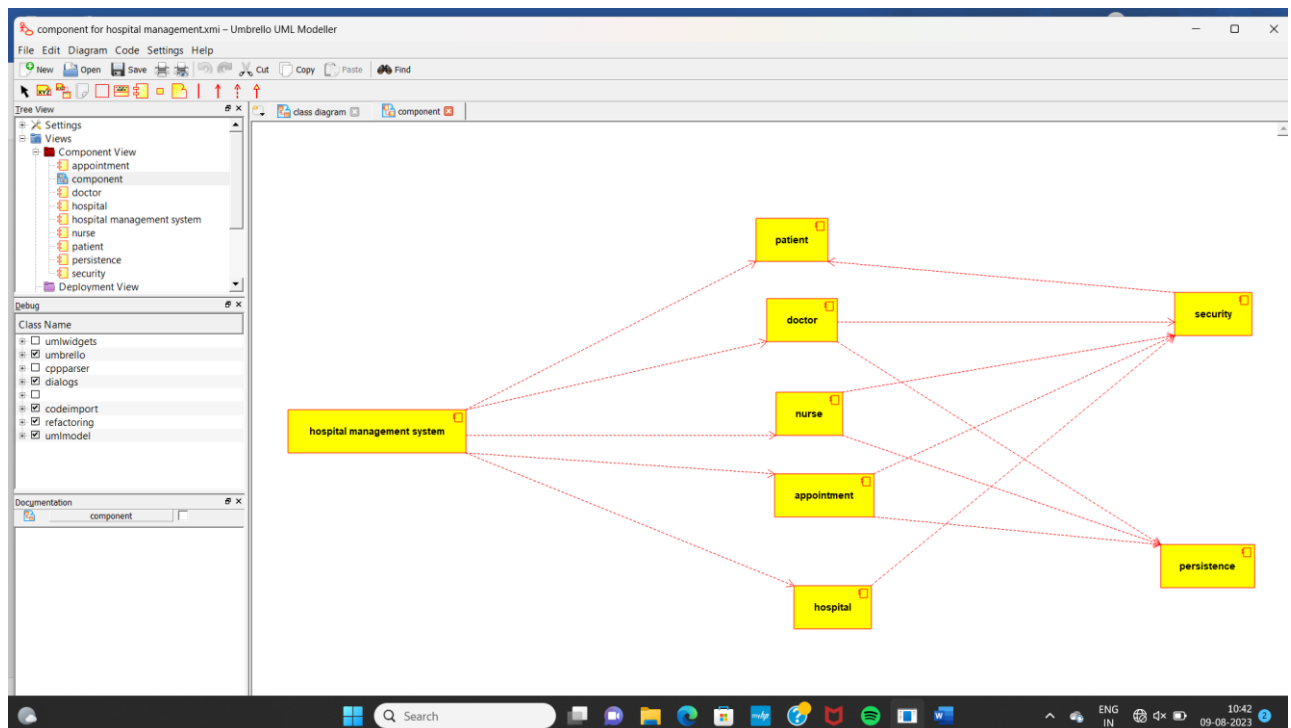 component for hospital management.xmi – Umbrello UML Modeller
File Edit Diagram Code Settings Help
New Open Save Cut Copy Paste Find
Tree View
class diagram component
Settings
Views
Component View
appointment
component
doctor
hospital
hospital management system
nurse
patient
persistence
security
Deployment View
Debug
Class Name
umlwidgets
umbrello
cppparser
dialogs
codeimport
refactoring
umlmodel
Documentation
component
patient
doctor
security
nurse
hospital management system
appointment
persistence
hospital
Search
ENG
IN
10:42
09-08-2023
2